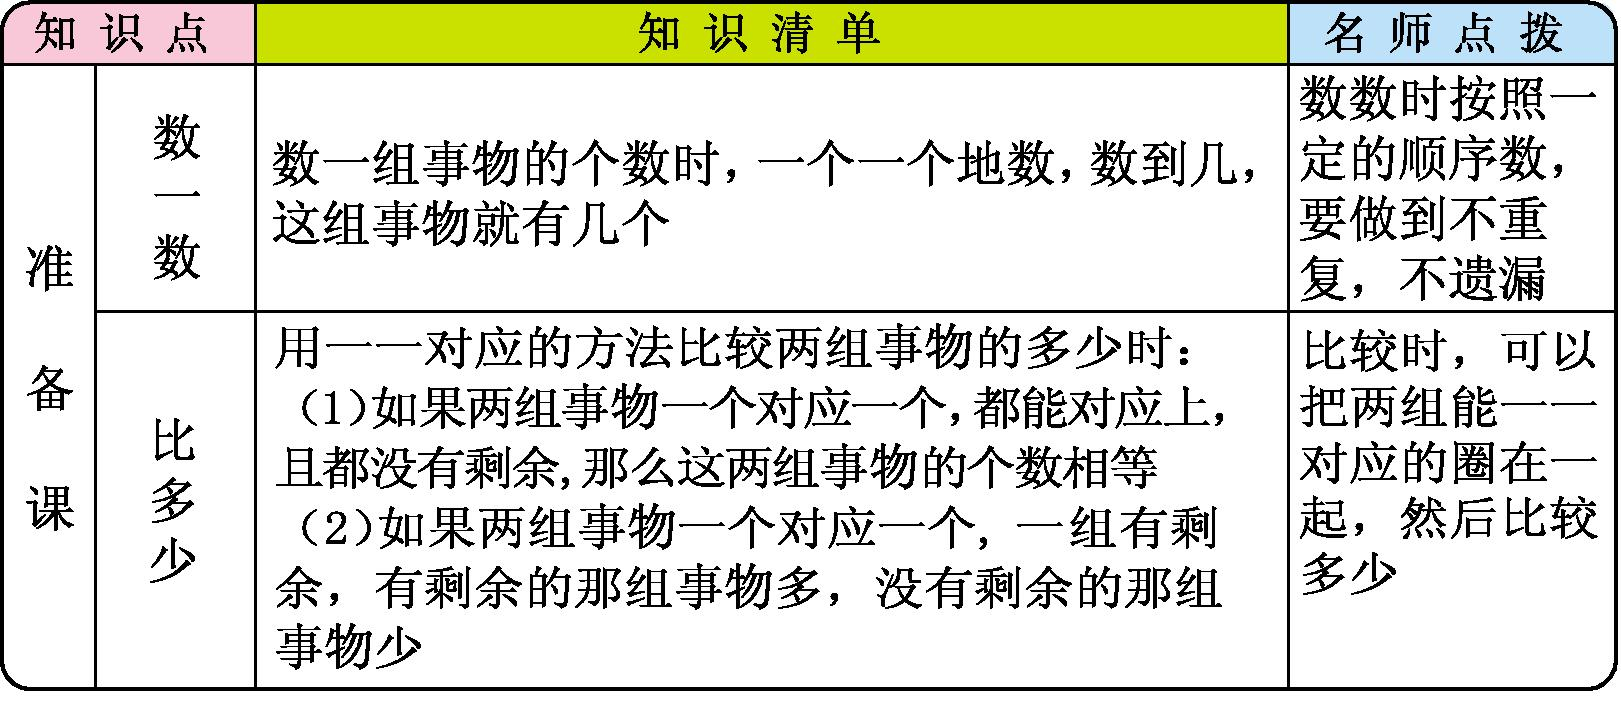 知识点
知识清单
名师点拨
准备课
数一数
数一组事物的个数时，一个一个地数，数到几，
这组事物就有几个
数数时按照一
定的顺序数，
要做到不重
复，不遗漏
比多少
用一一对应的方法比较两组事物的多少时：
（1）如果两组事物一个对应一个，都能对应上，
且都没有剩余，那么这两组事物的个数相等
（2）如果两组事物一个对应一个，一组有剩
余，有剩余的那组事物多，没有剩余的那组
事物少
比较时，可以
把两组能一一
对应的圈在一
起，然后比较
多少